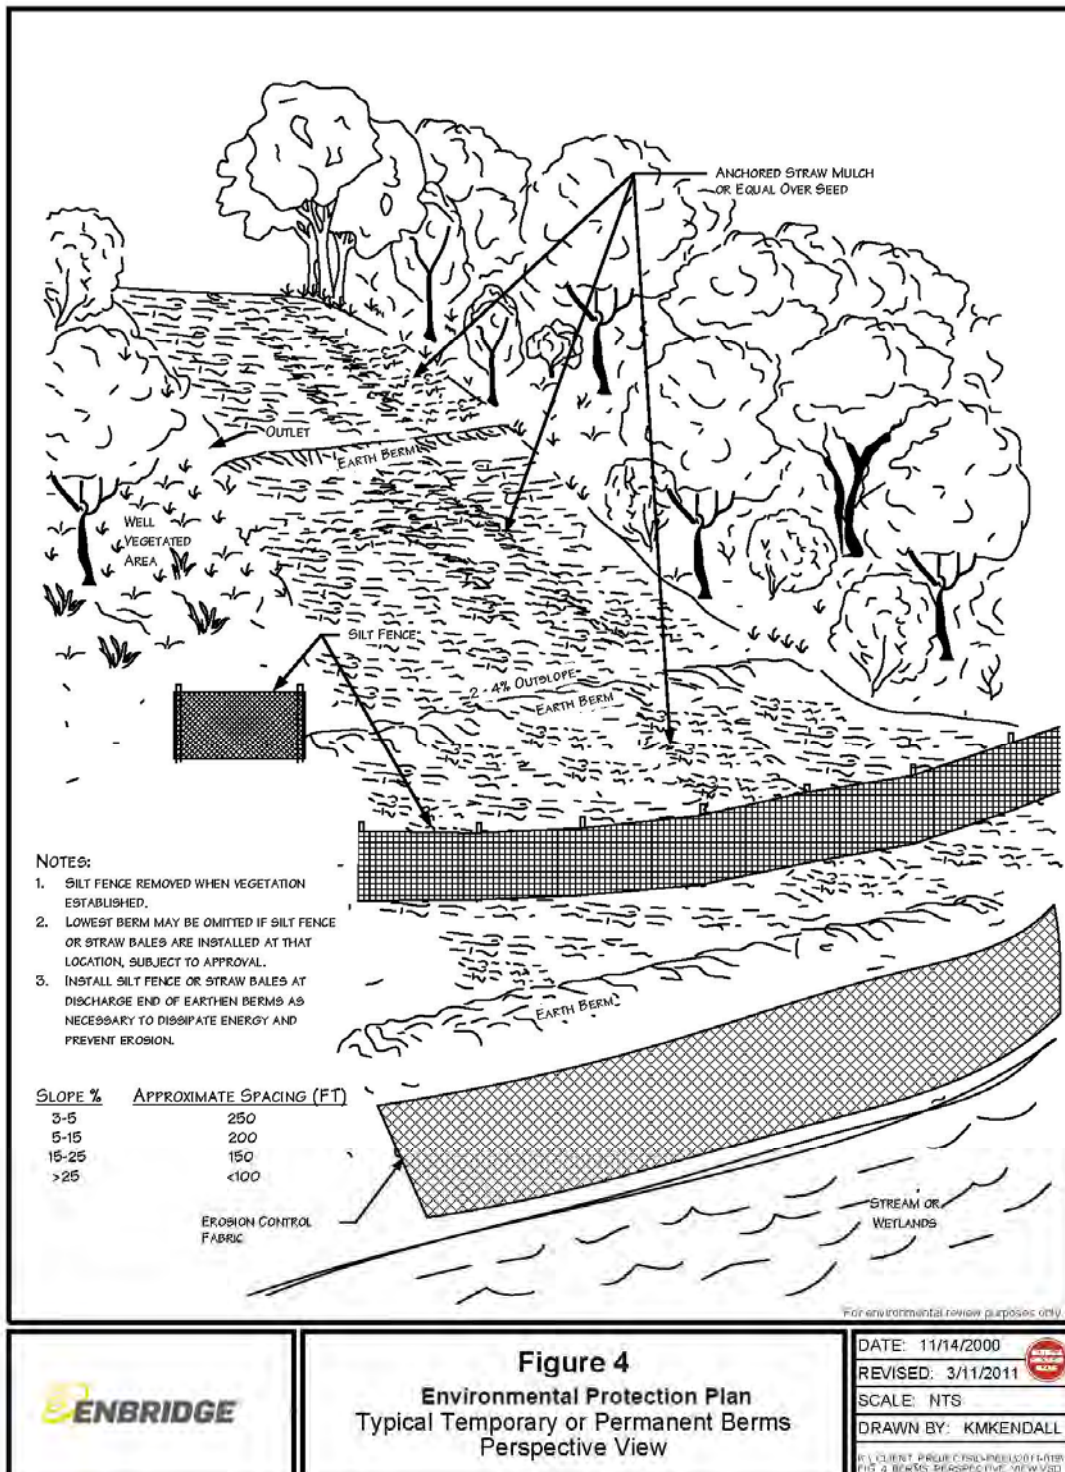 ANCHORED STRAW MULCH
OR EQUAL OVER SEED
OUTLET
EARTH BERM
WELL
VEGETATED
AREA
SILT FENCE
2 - 4% OUTSLOPE
EARTH BERM
NOTES:
1. SILT FENCE REMOVED WHEN VEGETATION
ESTABLISHED.
2. LOWEST BERM MAY BE OMITTED IF SILT FENCE
OR STRAW BALES ARE INSTALLED AT THAT
LOCATION, SUBJECT TO APPROVAL.
3. INSTALL SILT FENCE OR STRAW BALES AT
DISCHARGE END OF EARTHEN BERMS AS
NECESSARY TO DISSIPATE ENERGY AND
PREVENT EROSION.
EARTH BERM
SLOPE % APPROXIMATE SPACING (FT)
3-5 250
5-15 200
15-25 150
>25 <100
EROSION CONTROL
FABRIC
STREAM OR
WETLANDS
For environmental review purposes only
ENBRIDGE
Figure 4
Environmental Protection Plan
Typical Temporary or Permanent Berms
Perspective View
DATE: 11/14/2000
REVISED: 3/11/2011
SCALE: NTS
DRAWN BY: KMKENDALL